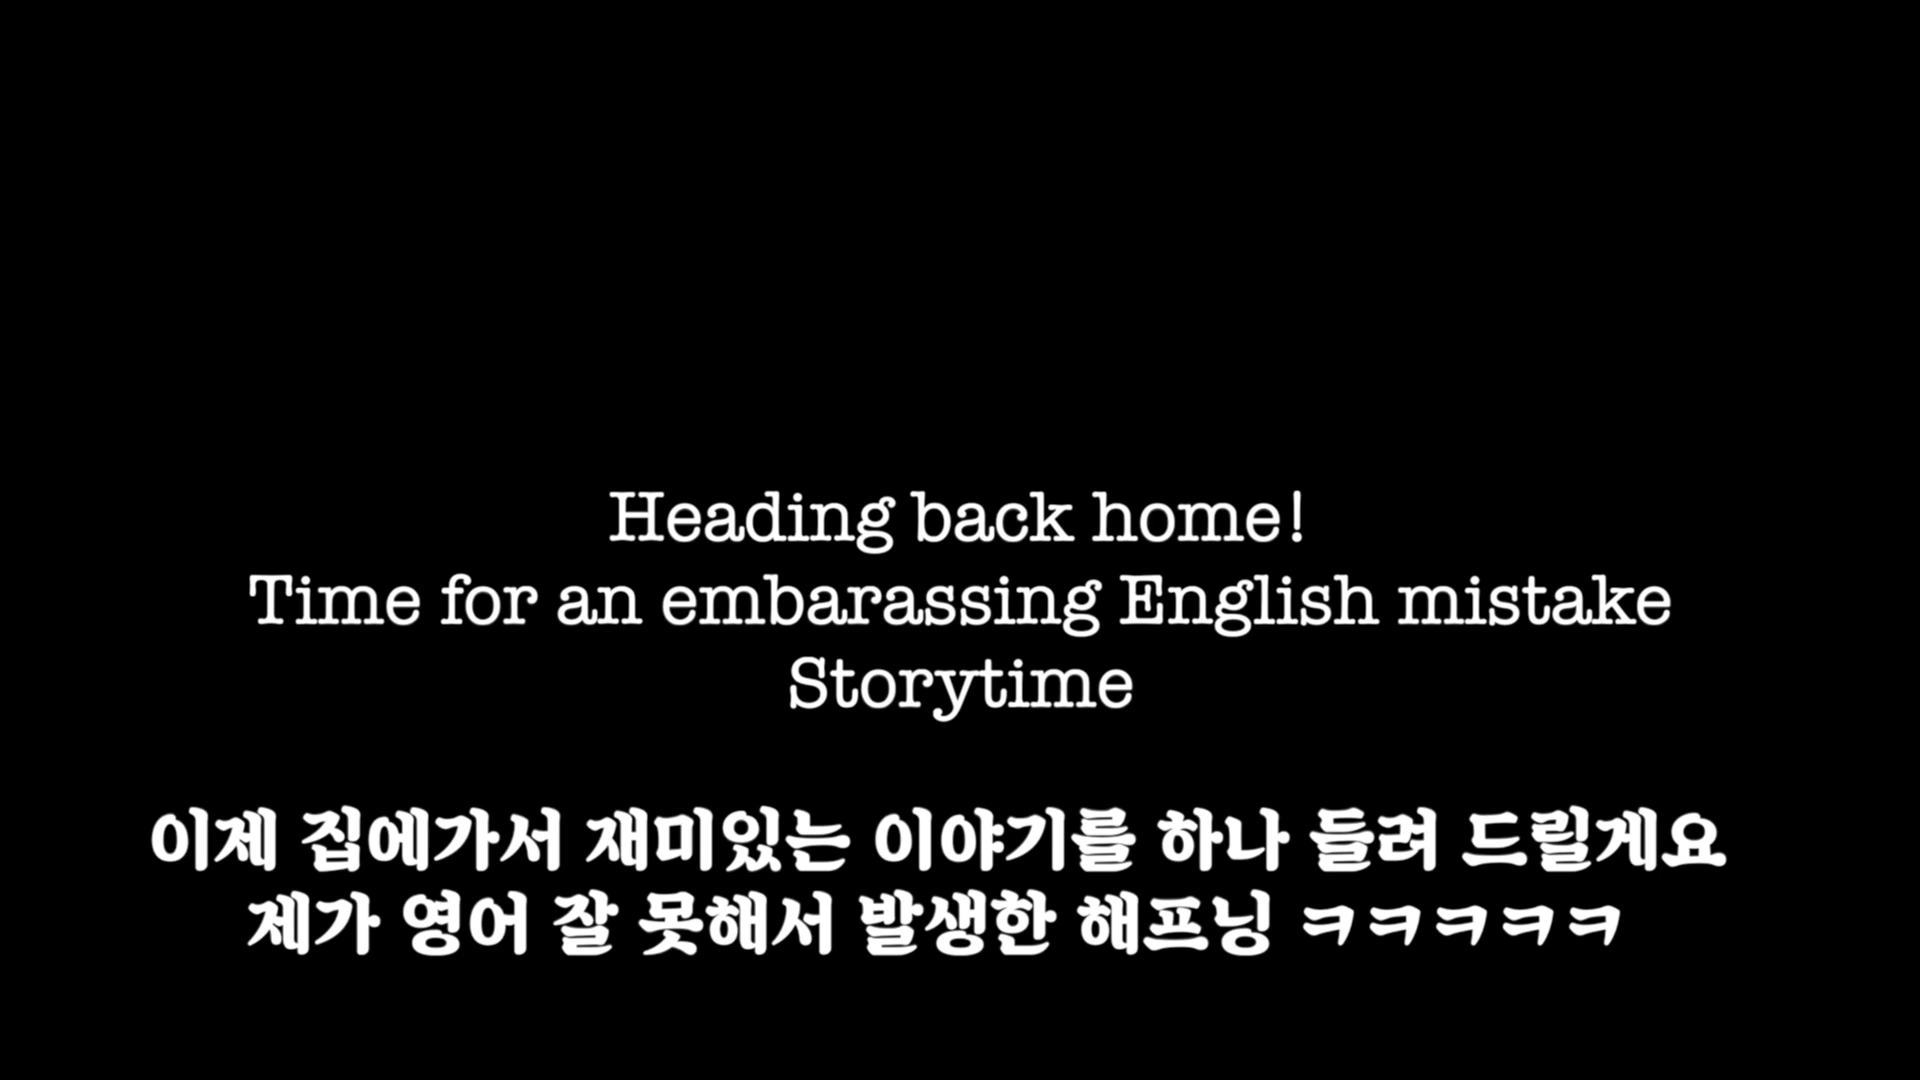 Heading back home!
Time for an embarassing English mistake
Storytime
이제 집에가서 재미있는 이야기를 하나 들려 드릴게요
제가 영어 잘 못해서 발생한 해프닝 ㅋㅋㅋㅋㅋ